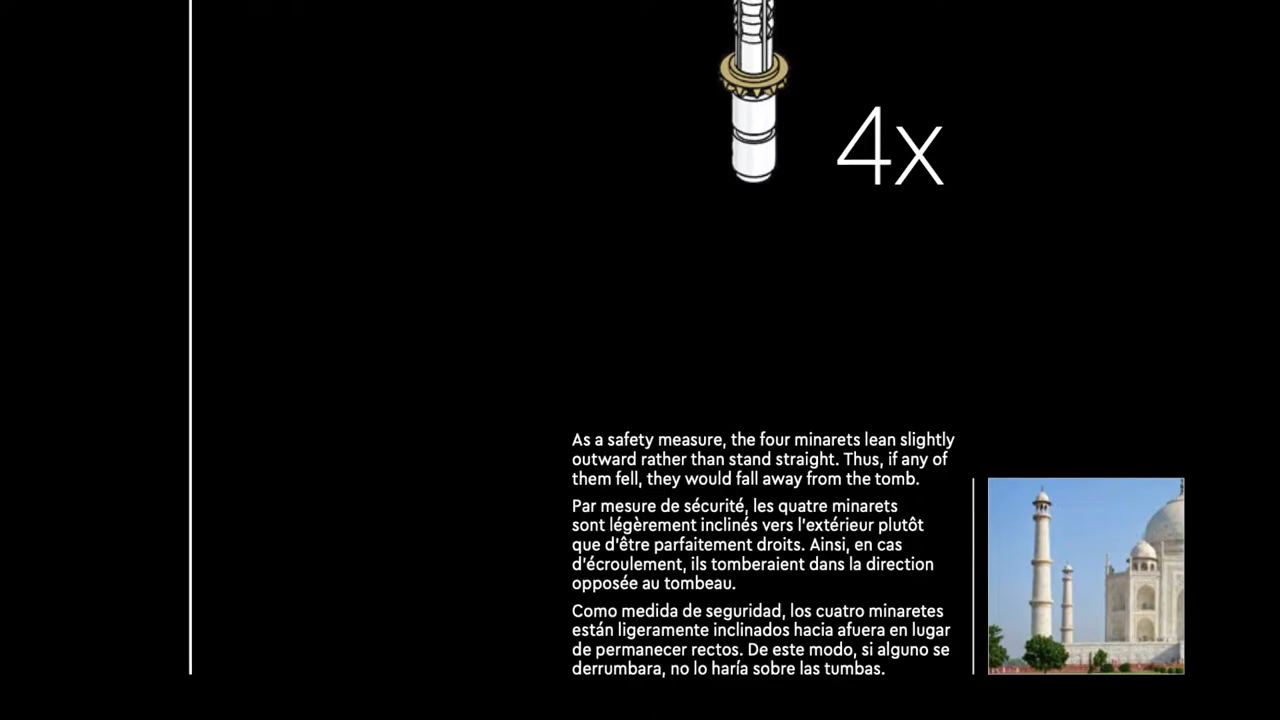 4x
As a safety measure, the four minarets lean slightly
outward rather than stand straight. Thus, if any of
them fell, they would fall away from the tomb.
Par mesure de sécurité, les quatre minarets
sont légèrement inclinés vers l'extérieur plutôt
que d'être parfaitement droits. Ainsi, en cas
d'écroulement, ils tomberaient dans la direction
opposée au tombeau.
Como medida de seguridad, los cuatro minaretes
están ligeramente inclinados hacia afuera en lugar
de permanecer rectos. De este modo, si alguno se
derrumbara, no lo haría sobre las tumbas.